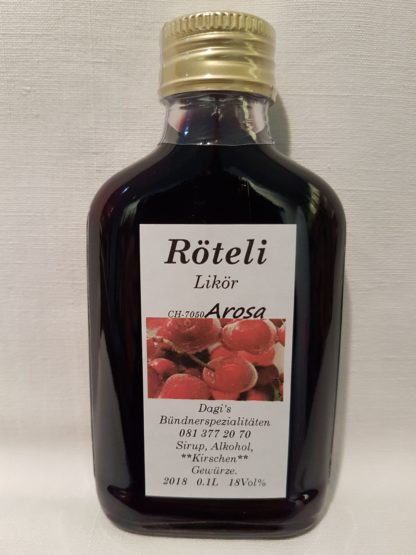 Röteli
Likör
CH-7050 Arosa
Dagi's
Bündnerspezialitäten
081 377 20 70
Sirup, Alkohol,
**Kirschen**
Gewürze.
2018 0.1L 18Vol%